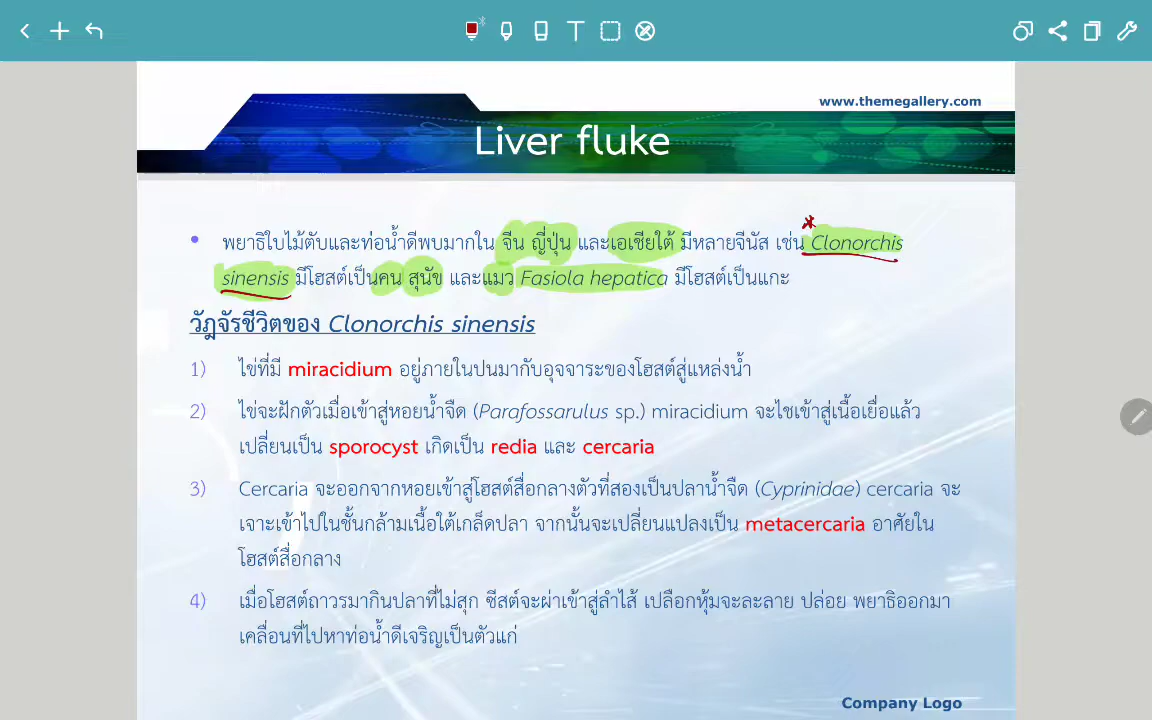 www.themegallery.com
Liver fluke
• พยาธิใบไม้ตับและท่อน้ำดีพบมากใน จีน ญี่ปุ่น และเอเชียใต้ มีหลายจีนัส เช่น Clonorchis
sinensis มีโฮสต์เป็นคน สุนัข และแมว Fasiola hepatica มีโฮสต์เป็นแกะ
วัฎจัรชีวิตของ Clonorchis sinensis
1) ไข่ที่มี miracidium อยู่ภายในปนมากับอุจจาระของโฮสต์สู่แหล่งน้ำ
2) ไข่จะฝักตัวเมื่อเข้าสู่หอยน้ำจืด (Parafossarulus sp.) miracidium จะไชเข้าสู่เนื้อเยื่อแล้ว
เปลี่ยนเป็น sporocyst เกิดเป็น redia และ cercaria
3) Cercaria จะออกจากหอยเข้าสู่โฮสต์สื่อกลางตัวที่สองเป็นปลาน้ำจืด (Cyprinidae) cercaria จะ
เจาะเข้าไปในชั้นกล้ามเนื้อใต้เกล็ดปลา จากนั้นจะเปลี่ยนแปลงเป็น metacercaria อาศัยใน
โฮสต์สื่อกลาง
4) เมื่อโฮสต์ถาวรมากินปลาที่ไม่สุก ซีสต์จะผ่าเข้าสู่ลำไส้ เปลือกหุ้มจะละลาย ปล่อย พยาธิออกมา
เคลื่อนที่ไปหาท่อน้ำดีเจริญเป็นตัวแก่
Company Logo